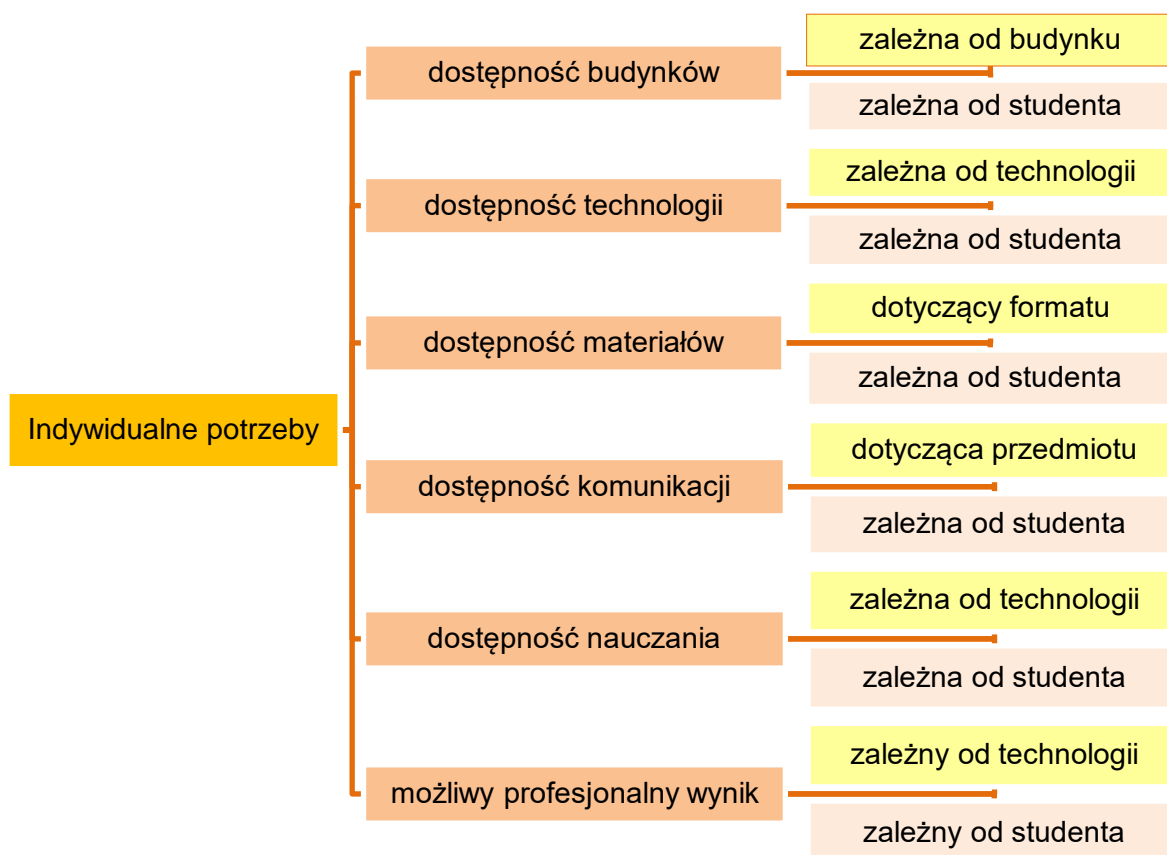 Indywidualne potrzeby
dostępność budynków
zależna od budynku
zależna od studenta
dostępność technologii
zależna od technologii
zależna od studenta
dostępność materiałów
dotyczący formatu
zależna od studenta
dostępność komunikacji
dotycząca przedmiotu
zależna od studenta
dostępność nauczania
zależna od technologii
zależna od studenta
możliwy profesjonalny wynik
zależny od technologii
zależny od studenta